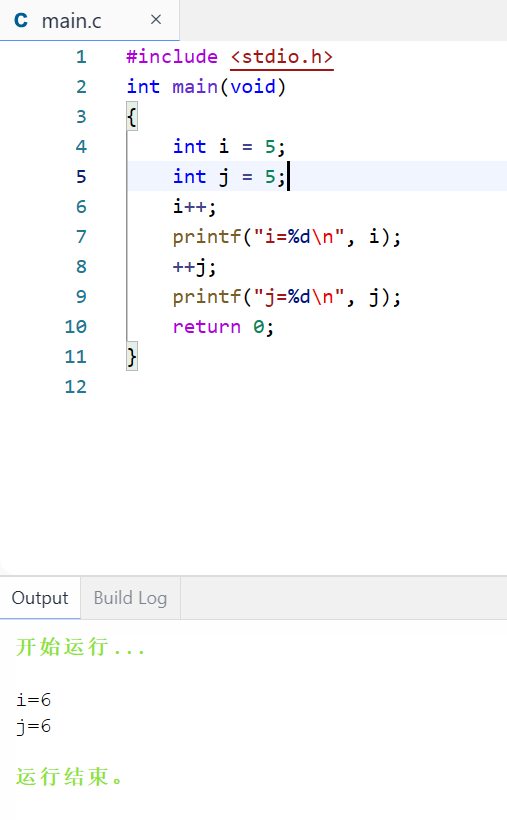 C main.c ×
1 #include <stdio.h>
2 int main(void)
3 {
4 int i = 5;
5 int j = 5;
6 i++;
7 printf("i=%d\n", i);
8 ++j;
9 printf("j=%d\n", j);
10 return 0;
11 }
12
Output Build Log
开始运行...
i=6
j=6
运行结束。